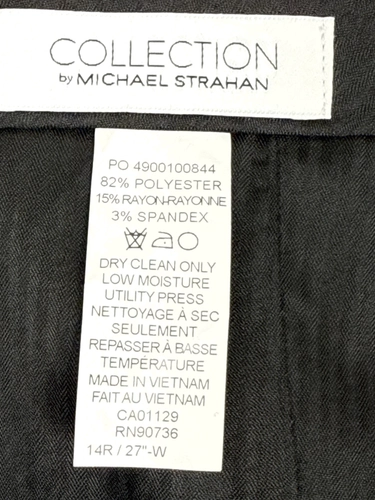 COLLECTION
by MICHAEL STRAHAN
PO 4900100844
82% POLYESTER
15% RAYON-RAYONNE
3% SPANDEX
DRY CLEAN ONLY
LOW MOISTURE
UTILITY PRESS
NETTOYAGE À SEC
SEULEMENT
REPASSER À BASSE
TEMPÉRATURE
MADE IN VIETNAM
FAIT AU VIETNAM
CA01129
RN90736
14R / 27"-W